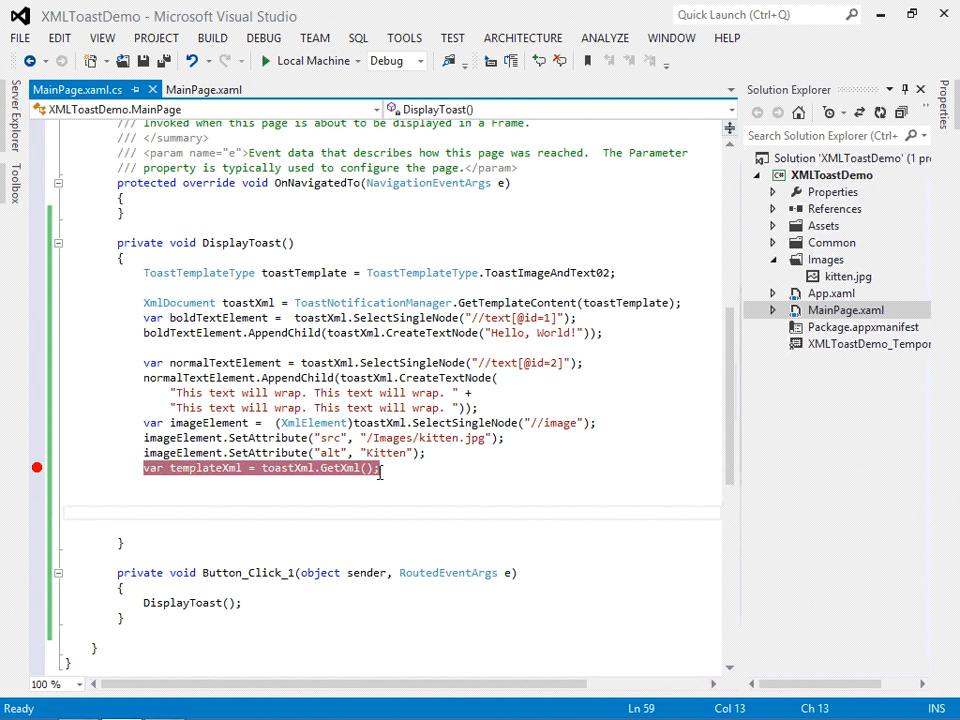 XMLToastDemo - Microsoft Visual Studio
Quick Launch (Ctrl+Q)
FILE EDIT VIEW PROJECT BUILD DEBUG TEAM SQL TOOLS TEST ARCHITECTURE ANALYZE WINDOW HELP
Local Machine Debug
Server Explorer
Toolbox
MainPage.xaml.cs
MainPage.xaml
XMLToastDemo.MainPage
DisplayToast()
/// Invoked when this page is about to be displayed in a Frame.
/// </summary>
/// <param name="e">Event data that describes how this page was reached.  The Parameter
/// property is typically used to configure the page.</param>
protected override void OnNavigatedTo(NavigationEventArgs e)
{
}
private void DisplayToast()
{
ToastTemplateType toastTemplate = ToastTemplateType.ToastImageAndText02;
XmlDocument toastXml = ToastNotificationManager.GetTemplateContent(toastTemplate);
var boldTextElement =  toastXml.SelectSingleNode("//text[@id=1]");
boldTextElement.AppendChild(toastXml.CreateTextNode("Hello, World!"));
var normalTextElement = toastXml.SelectSingleNode("//text[@id=2]");
normalTextElement.AppendChild(toastXml.CreateTextNode(
"This text will wrap. This text will wrap. " +
"This text will wrap. This text will wrap. "));
var imageElement =  (XmlElement)toastXml.SelectSingleNode("//image");
imageElement.SetAttribute("src", "/Images/kitten.jpg");
imageElement.SetAttribute("alt", "Kitten");
var templateXml = toastXml.GetXml();
}
private void Button_Click_1(object sender, RoutedEventArgs e)
{
DisplayToast();
}
}
}
100 %
Solution Explorer
Search Solution Explorer (Ctrl+
Solution 'XMLToastDemo' (1 pr
XMLToastDemo
Properties
References
Assets
Common
Images
kitten.jpg
App.xaml
MainPage.xaml
Package.appxmanifest
XMLToastDemo_Tempor
Properties
Ready
Ln 59
Col 13
Ch 13
INS